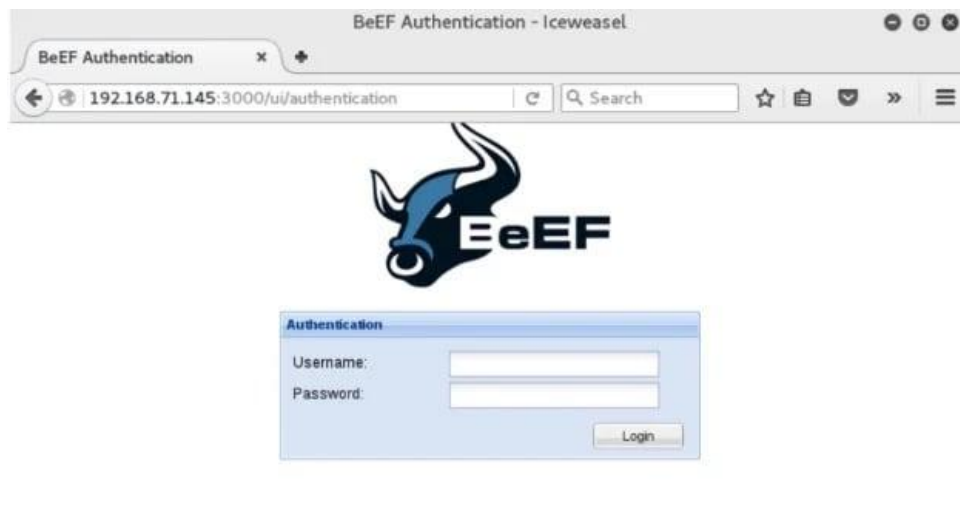 BeEF Authentication - Iceweasel
BeEF Authentication
192.168.71.145:3000/ui/authentication
Search
BeEF
Authentication
Username:
Password:
Login